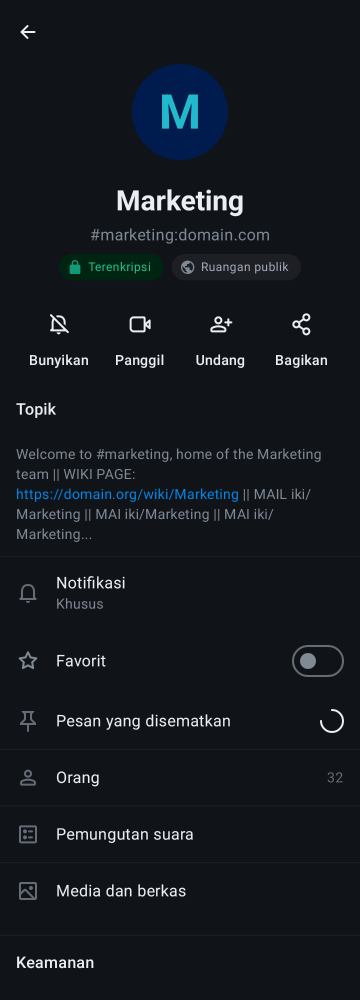 M
Marketing
#marketing:domain.com
Terenkripsi
Ruangan publik
Bunyikan
Panggil
Undang
Bagikan
Topik
Welcome to #marketing, home of the Marketing
team || WIKI PAGE:
https://domain.org/wiki/Marketing || MAIL iki/
Marketing || MAI iki/Marketing || MAI iki/
Marketing...
Notifikasi
Khusus
Favorit
Pesan yang disematkan
Orang 32
Pemungutan suara
Media dan berkas
Keamanan